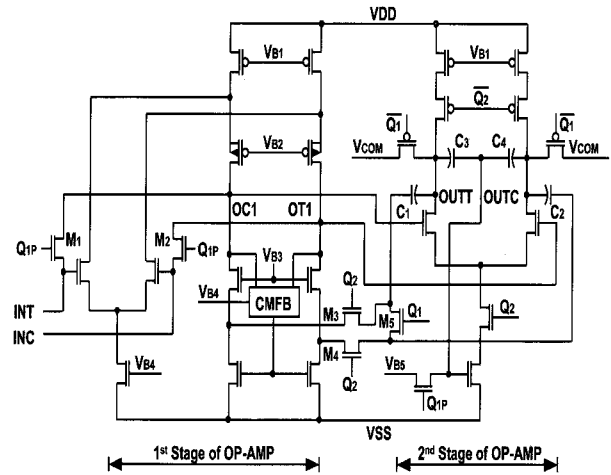 VDD
VB1
VB1
Q2
Q1
Q1
VB2
C3
C4
VCOM
VCOM
OC1
OT1
OUTT
OUTC
C1
C2
M1
M2
Q1P
Q1P
VB3
Q2
VB4
CMFB
M3
M5
Q1
Q2
INT
INC
M4
Q2
VB4
VB5
Q1P
VSS
1st Stage of OP-AMP
2nd Stage of OP-AMP